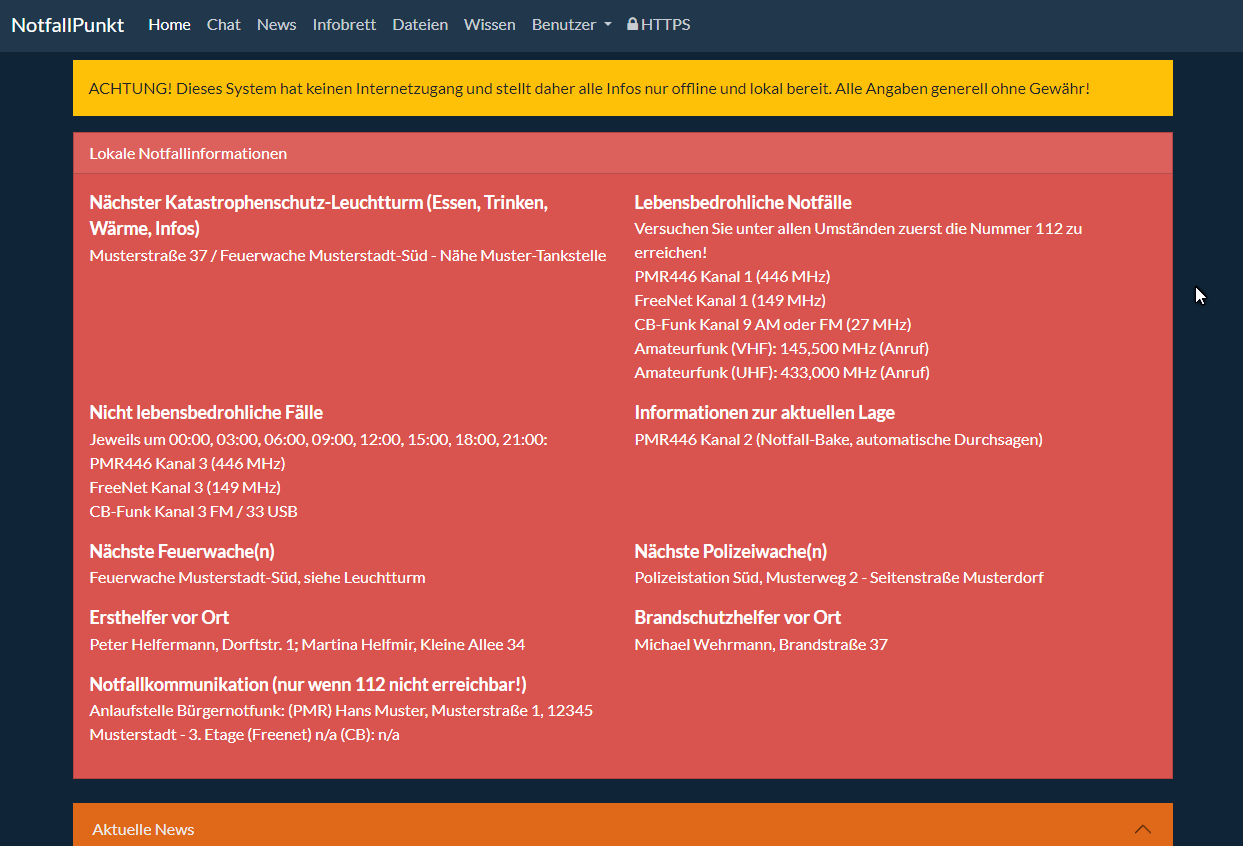 NotfallPunkt Home Chat News Infobrett Dateien Wissen Benutzer HTTPS
ACHTUNG! Dieses System hat keinen Internetzugang und stellt daher alle Infos nur offline und lokal bereit. Alle Angaben generell ohne Gewähr!
Lokale Notfallinformationen
Nächster Katastrophenschutz-Leuchtturm (Essen, Trinken,
Wärme, Infos)
Musterstraße 37 / Feuerwache Musterstadt-Süd - Nähe Muster-Tankstelle
Lebensbedrohliche Notfälle
Versuchen Sie unter allen Umständen zuerst die Nummer 112 zu
erreichen!
PMR446 Kanal 1 (446 MHz)
FreeNet Kanal 1 (149 MHz)
CB-Funk Kanal 9 AM oder FM (27 MHz)
Amateurfunk (VHF): 145,500 MHz (Anruf)
Amateurfunk (UHF): 433,000 MHz (Anruf)
Nicht lebensbedrohliche Fälle
Jeweils um 00:00, 03:00, 06:00, 09:00, 12:00, 15:00, 18:00, 21:00:
PMR446 Kanal 3 (446 MHz)
FreeNet Kanal 3 (149 MHz)
CB-Funk Kanal 3 FM / 33 USB
Informationen zur aktuellen Lage
PMR446 Kanal 2 (Notfall-Bake, automatische Durchsagen)
Nächste Feuerwache(n)
Feuerwache Musterstadt-Süd, siehe Leuchtturm
Nächste Polizeiwache(n)
Polizeistation Süd, Musterweg 2 - Seitenstraße Musterdorf
Ersthelfer vor Ort
Peter Helfermann, Dorftstr. 1; Martina Helfmir, Kleine Allee 34
Brandschutzhelfer vor Ort
Michael Wehrmann, Brandstraße 37
Notfallkommunikation (nur wenn 112 nicht erreichbar!)
Anlaufstelle Bürgernotfunk: (PMR) Hans Muster, Musterstraße 1, 12345
Musterstadt - 3. Etage (Freenet) n/a (CB): n/a
Aktuelle News